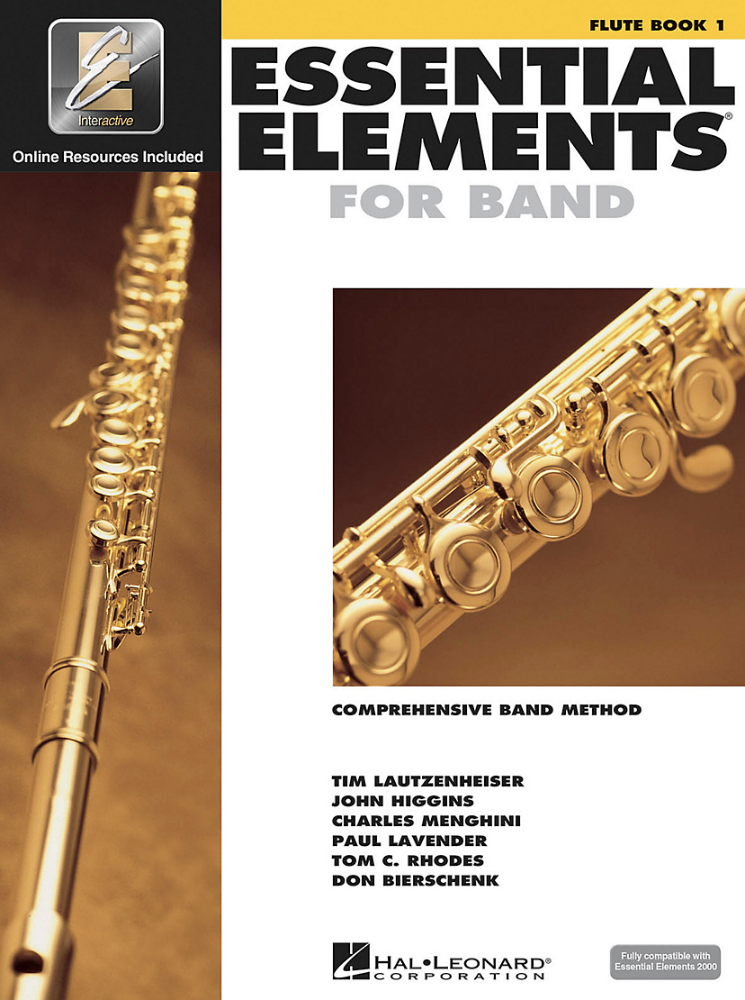 FLUTE BOOK 1
E
Interactive
Online Resources Included
ESSENTIAL
ELEMENTS®
FOR BAND
COMPREHENSIVE BAND METHOD
TIM LAUTZENHEISER
JOHN HIGGINS
CHARLES MENGHINI
PAUL LAVENDER
TOM C. RHODES
DON BIERSCHENK
HAL•LEONARD®
CORPORATION
Fully compatible with
Essential Elements 2000